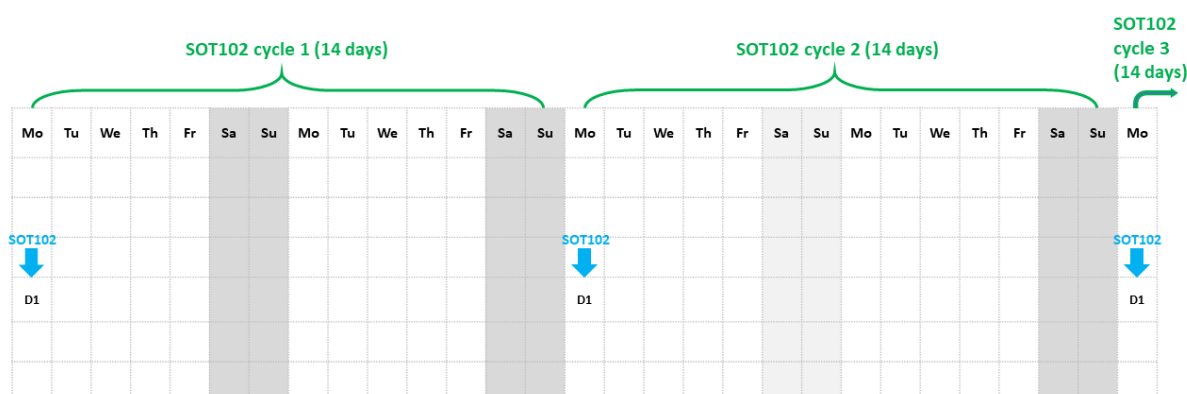 SOT102 cycle 1 (14 days)
SOT102 cycle 2 (14 days)
SOT102
cycle 3
(14 days)
Mo Tu We Th Fr Sa Su Mo Tu We Th Fr Sa Su Mo Tu We Th Fr Sa Su Mo Tu We Th Fr Sa Su Mo
SOT102 SOT102 SOT102
D1 D1 D1